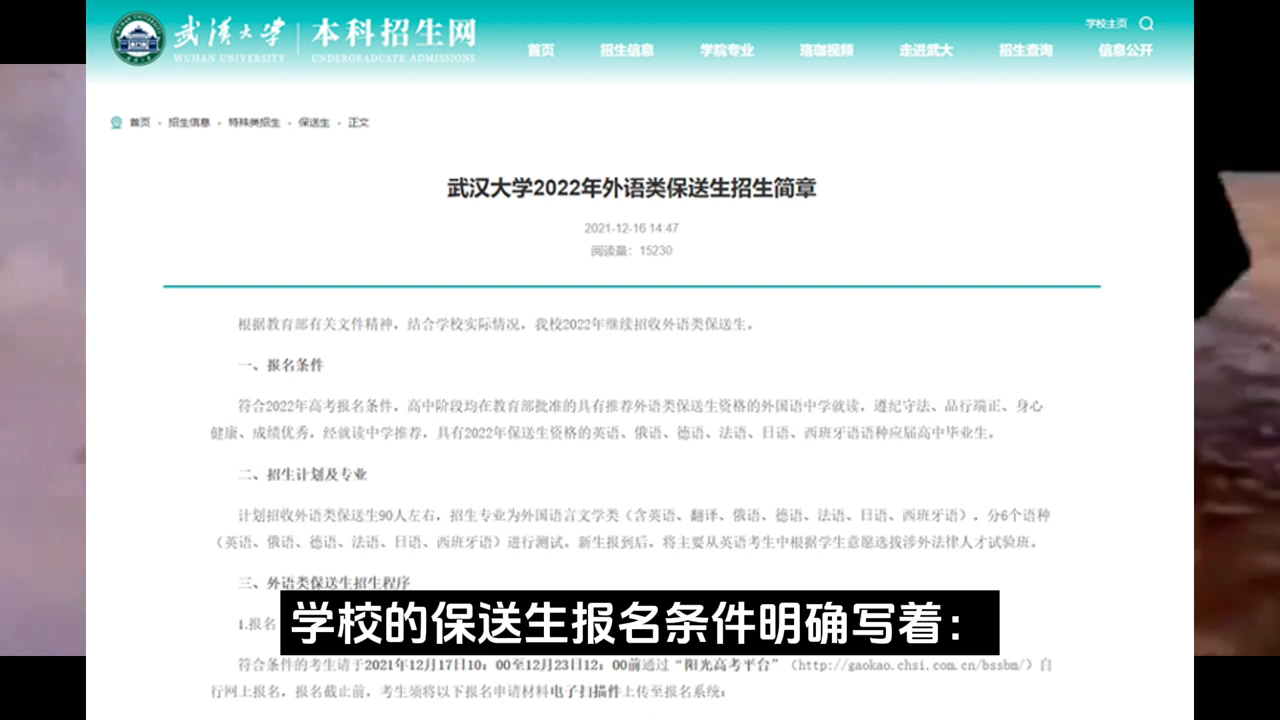 武汉大学 本科招生网
WUHAN UNIVERSITY UNDERGRADUATE ADMISSIONS
学校主页
首页 招生信息 学院专业 珞珈视频 走进武大 招生查询 信息公开
首页 • 招生信息 • 特殊类招生 • 保送生 • 正文
武汉大学2022年外语类保送生招生简章
2021-12-16 14:47
阅读量：15230
根据教育部有关文件精神，结合学校实际情况，我校2022年继续招收外语类保送生。
一、报名条件
符合2022年高考报名条件，高中阶段均在教育部批准的具有推荐外语类保送生资格的外国语中学就读，遵纪守法、品行端正、身心
健康、成绩优秀，经就读中学推荐，具有2022年保送生资格的英语、俄语、德语、法语、日语、西班牙语语种应届高中毕业生。
二、招生计划及专业
计划招收外语类保送生90人左右，招生专业为外国语言文学类（含英语、翻译、俄语、德语、法语、日语、西班牙语），分6个语种
（英语、俄语、德语、法语、日语、西班牙语）进行测试。新生报到后，将主要从英语考生中根据学生意愿选拔涉外法律人才试验班。
三、外语类保送生招生程序
学校的保送生报名条件明确写着：
1.报名
符合条件的考生请于2021年12月17日10：00至12月23日12：00前通过“阳光高考平台”（http://gaokao.chsi.com.cn/bssbm/）自
行网上报名，报名截止前，考生须将以下报名申请材料电子扫描件上传至报名系统：